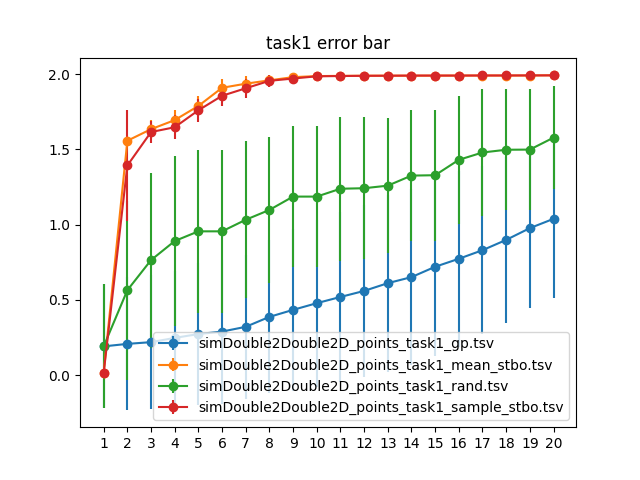 task1 error bar
2.0
1.5
1.0
0.5
0.0
simDouble2Double2D_points_task1_gp.tsv
simDouble2Double2D_points_task1_mean_stbo.tsv
simDouble2Double2D_points_task1_rand.tsv
simDouble2Double2D_points_task1_sample_stbo.tsv
1 2 3 4 5 6 7 8 9 10 11 12 13 14 15 16 17 18 19 20